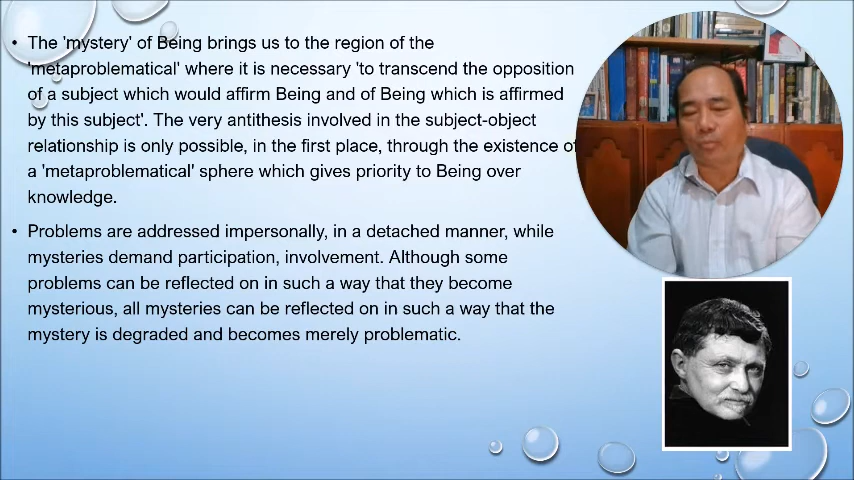 • The 'mystery' of Being brings us to the region of the
'metaproblematical' where it is necessary 'to transcend the opposition
of a subject which would affirm Being and of Being which is affirmed
by this subject'. The very antithesis involved in the subject-object
relationship is only possible, in the first place, through the existence of
a 'metaproblematical' sphere which gives priority to Being over
knowledge.
• Problems are addressed impersonally, in a detached manner, while
mysteries demand participation, involvement. Although some
problems can be reflected on in such a way that they become
mysterious, all mysteries can be reflected on in such a way that the
mystery is degraded and becomes merely problematic.